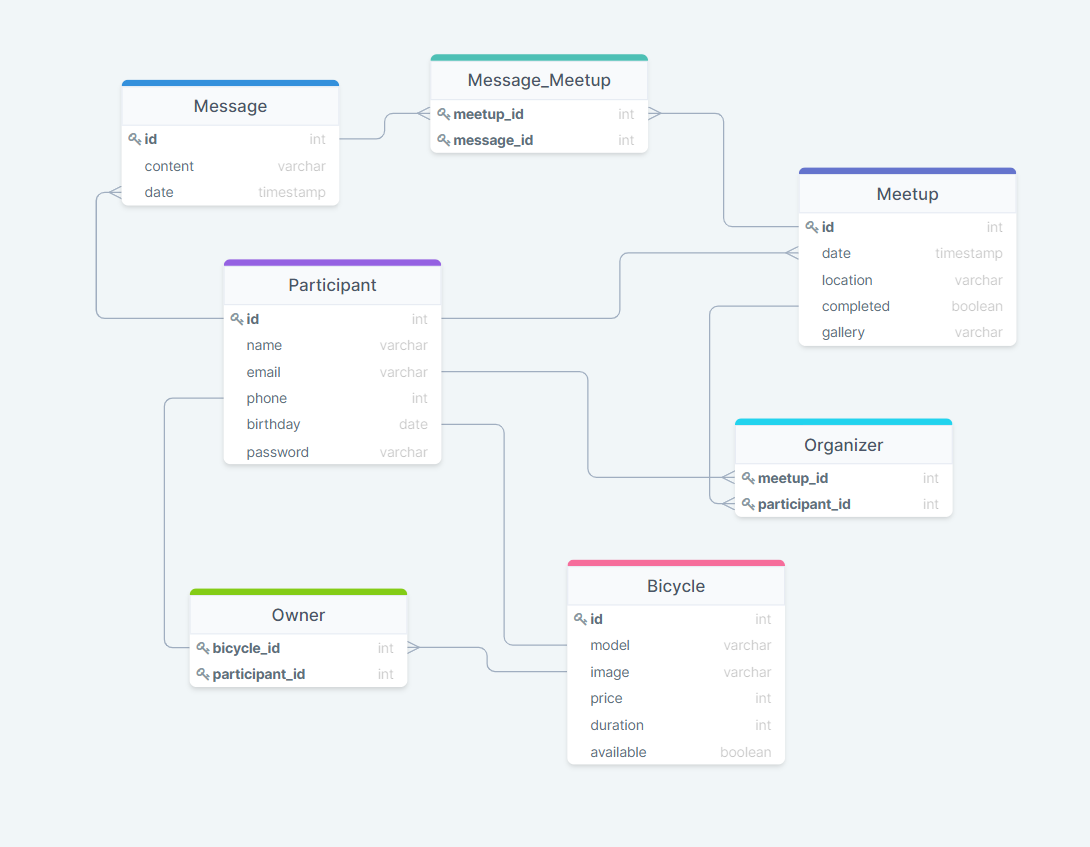 Message
id int
content varchar
date timestamp
Message_Meetup
meetup_id int
message_id int
Meetup
id int
date timestamp
location varchar
completed boolean
gallery varchar
Participant
id int
name varchar
email varchar
phone int
birthday date
password varchar
Organizer
meetup_id int
participant_id int
Owner
bicycle_id int
participant_id int
Bicycle
id int
model varchar
image varchar
price int
duration int
available boolean